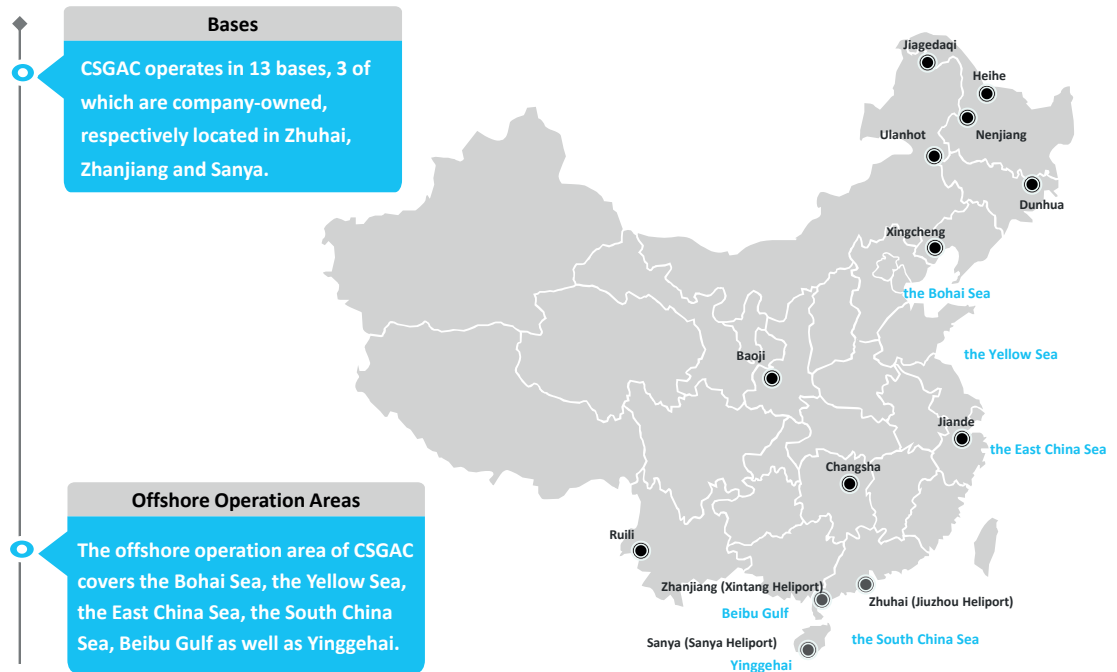 Bases
CSGAC operates in 13 bases, 3 of
which are company-owned,
respectively located in Zhuhai,
Zhanjiang and Sanya.
Offshore Operation Areas
The offshore operation area of CSGAC
covers the Bohai Sea, the Yellow Sea,
the East China Sea, the South China
Sea, Beibu Gulf as well as Yinggehai.
Jiagedaqi
Heihe
Ulanhot
Nenjiang
Dunhua
Xingcheng
the Bohai Sea
the Yellow Sea
Baoji
Jiande
the East China Sea
Changsha
Ruili
Zhanjiang (Xintang Heliport)
Zhuhai (Jiuzhou Heliport)
Beibu Gulf
Sanya (Sanya Heliport)
the South China Sea
Yinggehai